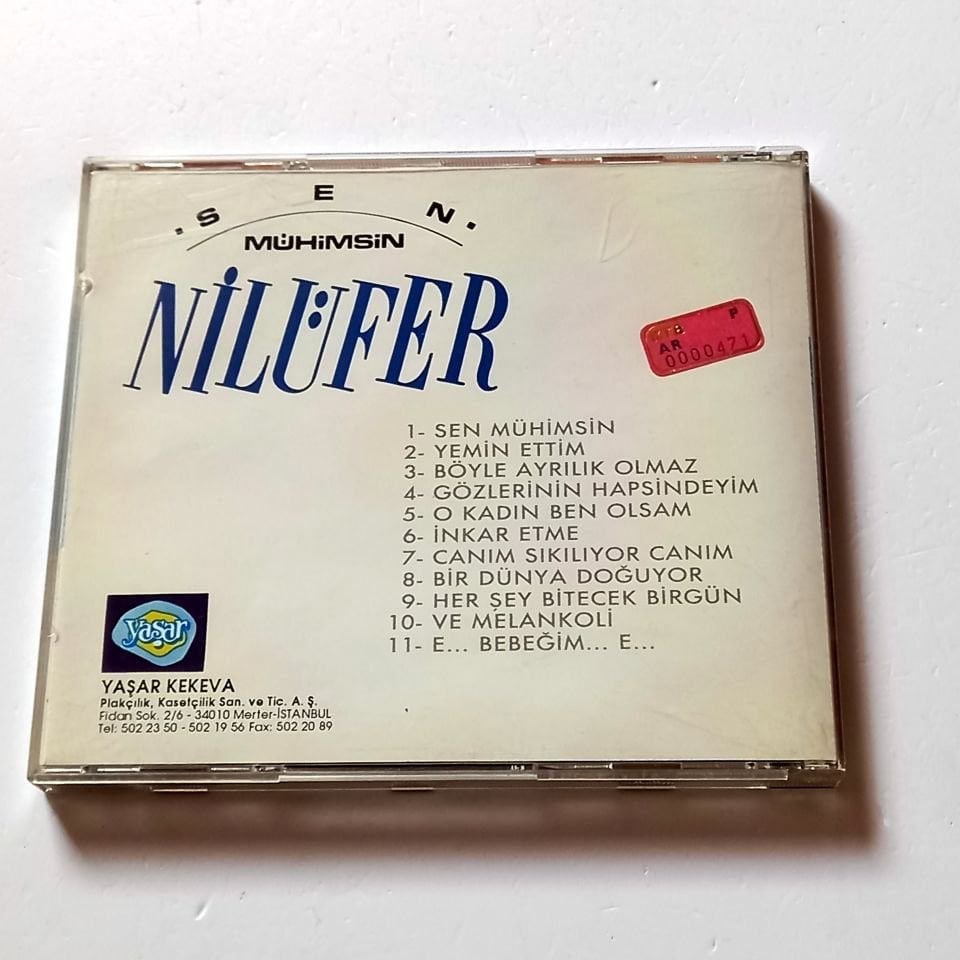 .SEN.
MÜHİMSİN
NİLÜFER
P
AR
0000471
1- SEN MÜHİMSİN
2- YEMİN ETTİM
3- BÖYLE AYRILIK OLMAZ
4- GÖZLERİNİN HAPSİNDEYİM
5- O KADIN BEN OLSAM
6- İNKAR ETME
7- CANIM SIKILIYOR CANIM
8- BİR DÜNYA DOĞUYOR
9- HER ŞEY BİTECEK BİRGÜN
10- VE MELANKOLİ
11- E... BEBEĞİM... E...
yaşar
YAŞAR KEKEVA
Plakçılık, Kasetçilik San. ve Tic. A. Ş.
Fidan Sok. 2/6 - 34010 Merter-İSTANBUL
Tel: 502 23 50 - 502 19 56 Fax: 502 20 89